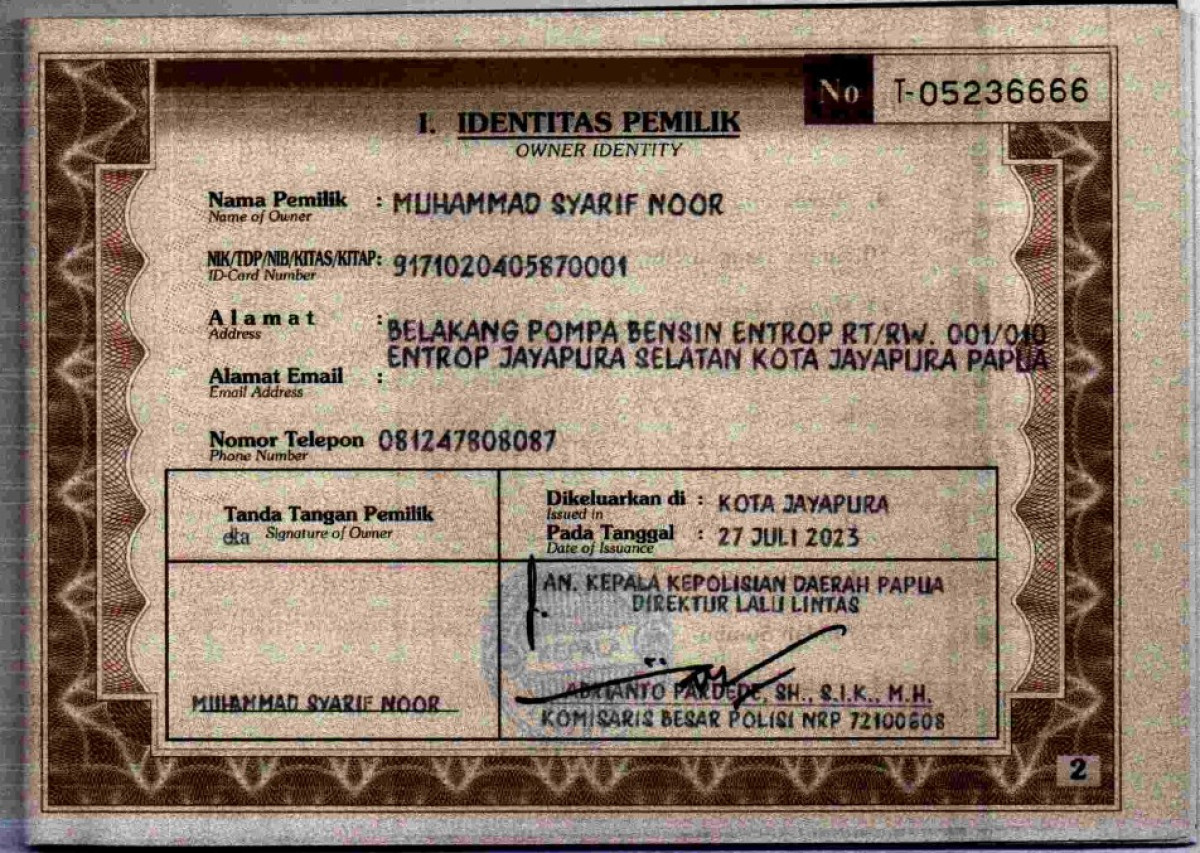 No T-05236666
I. IDENTITAS PEMILIK
OWNER IDENTITY
Nama Pemilik : MUHAMMAD SYARIF NOOR
Name of Owner
NIK/TDP/NIB/KITAS/KITAP: 9171020405870001
ID-Card Number
Alamat : BELAKANG POMPA BENSIN ENTROP RT/RW. 001/010
Address
ENTROP JAYAPURA SELATAN KOTA JAYAPURA PAPUA
Alamat Email :
Email Address
Nomor Telepon 081247808087
Phone Number
Tanda Tangan Pemilik
Signature of Owner
Dikeluarkan di : KOTA JAYAPURA
Issued in
Pada Tanggal : 27 JULI 2023
Date of Issuance
AN. KEPALA KEPOLISIAN DAERAH PAPUA
DIREKTUR LALU LINTAS
KEPALA
MUHAMMAD SYARIF NOOR
ADRIANTO PARDEDE, SH., S.I.K., M.H.
KOMISARIS BESAR POLISI NRP 72100608
2